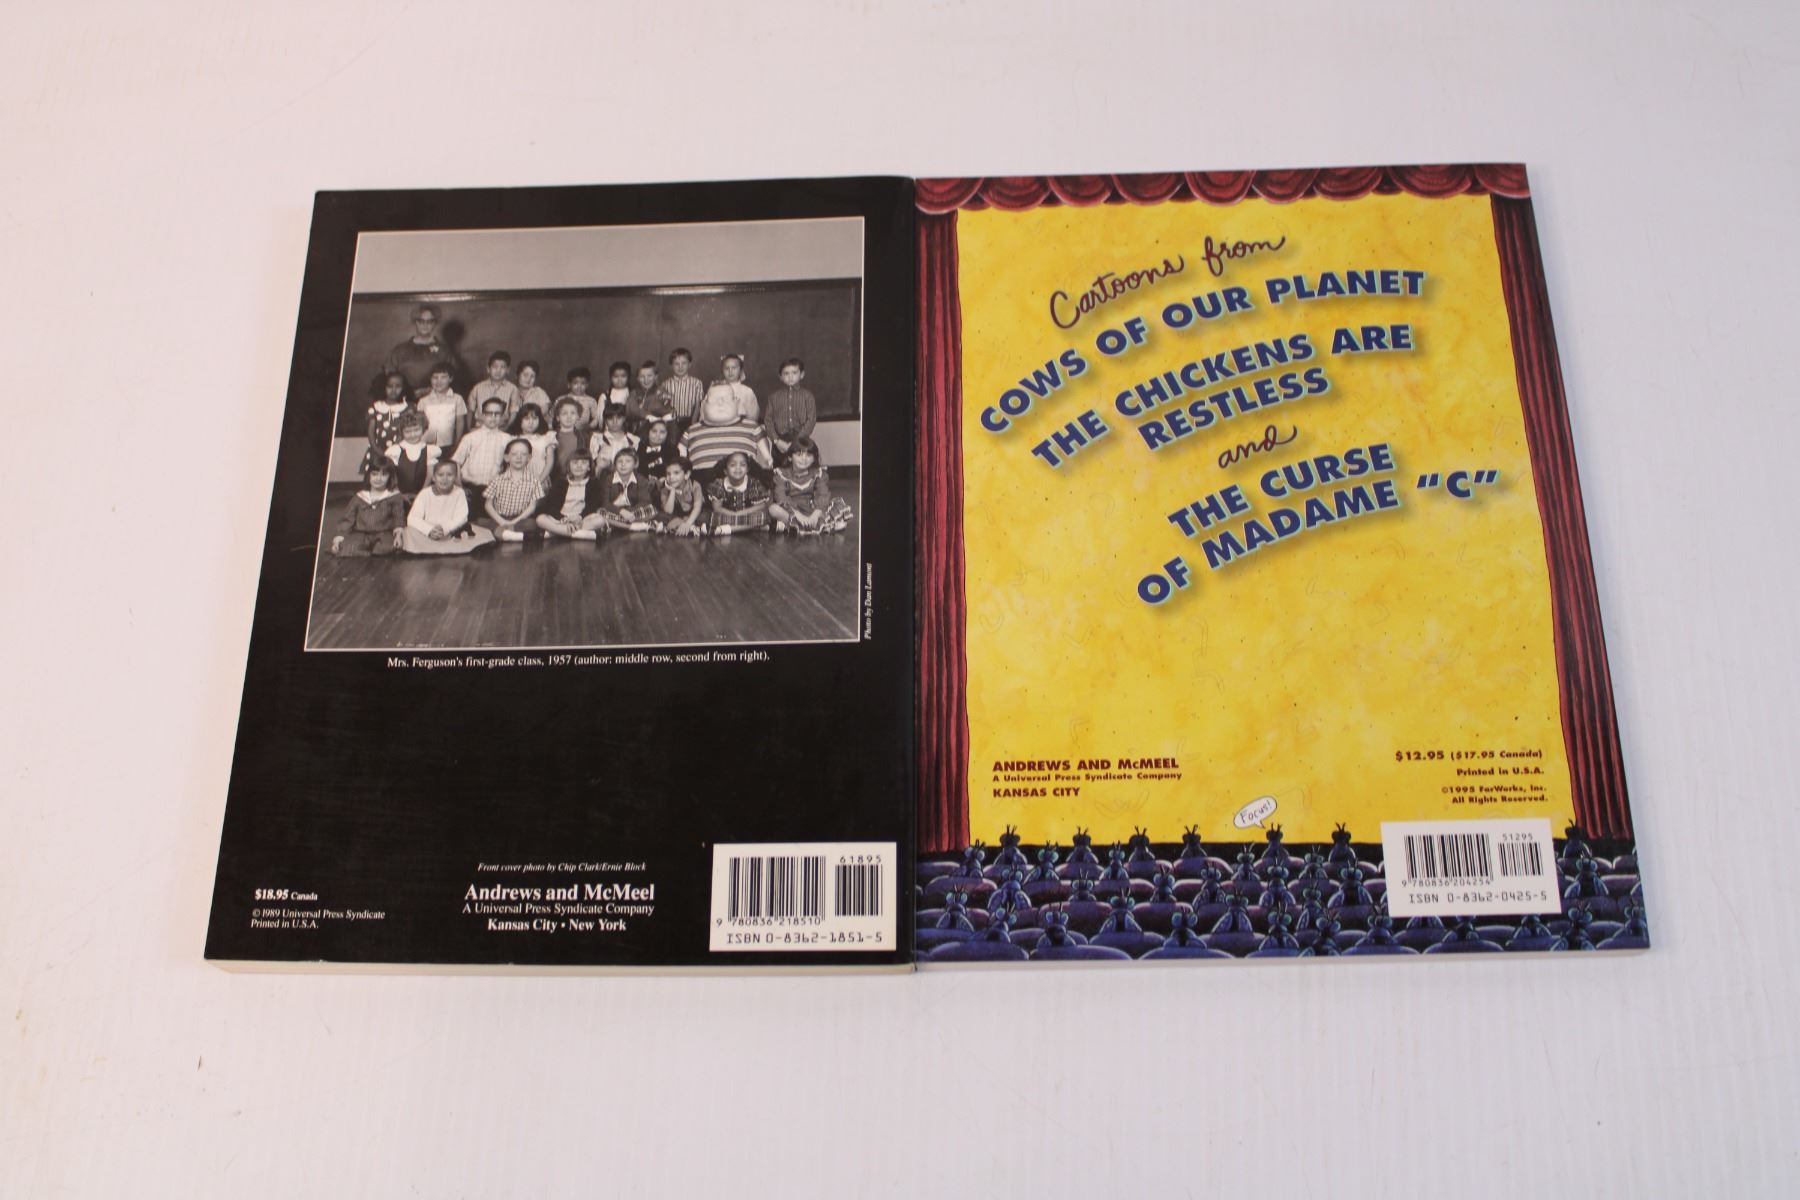 Photo by Dan Lamont
Mrs. Ferguson's first-grade class, 1957 (author: middle row, second from right).
Front cover photo by Chip Clark/Ernie Block
$18.95 Canada
© 1989 Universal Press Syndicate
Printed in U.S.A.
Andrews and McMeel
A Universal Press Syndicate Company
Kansas City • New York
61895
9 780836 218510
ISBN 0-8362-1851-5
Cartoons from
COWS OF OUR PLANET
THE CHICKENS ARE
RESTLESS
and
THE CURSE
OF MADAME "C"
ANDREWS AND McMEEL
A Universal Press Syndicate Company
KANSAS CITY
$12.95 ($17.95 Canada)
Printed in U.S.A.
©1995 FarWorks, Inc.
All Rights Reserved.
Focus!
51295
9 780836 204254
ISBN 0-8362-0425-5